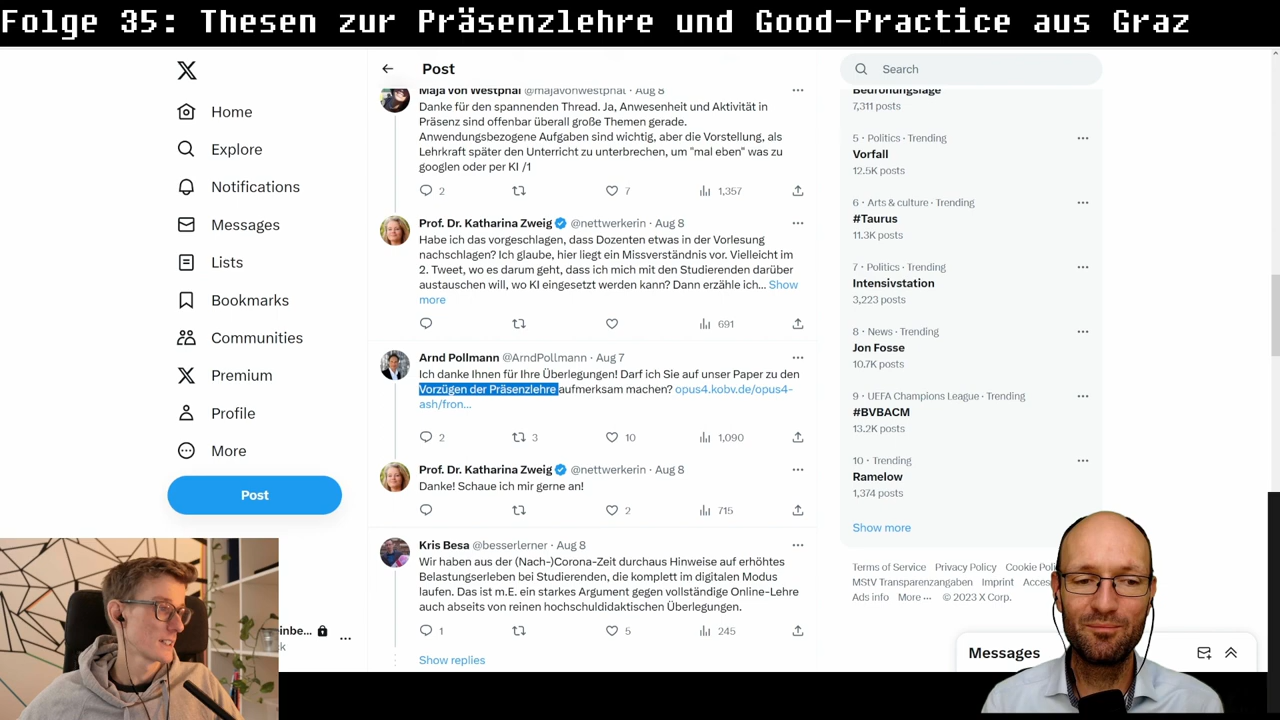 Folge 35: Thesen zur Präsenzlehre und Good-Practice aus Graz
Home
Explore
Notifications
Messages
Lists
Bookmarks
Communities
Premium
Profile
More
Post
inbe...
k
Post
Maja von Westphal @majavonwestphal · Aug 8
Danke für den spannenden Thread. Ja, Anwesenheit und Aktivität in
Präsenz sind offenbar überall große Themen gerade.
Anwendungsbezogene Aufgaben sind wichtig, aber die Vorstellung, als
Lehrkraft später den Unterricht zu unterbrechen, um "mal eben" was zu
googlen oder per KI /1
2 7 1,357
Prof. Dr. Katharina Zweig @nettwerkerin · Aug 8
Habe ich das vorgeschlagen, dass Dozenten etwas in der Vorlesung
nachschlagen? Ich glaube, hier liegt ein Missverständnis vor. Vielleicht im
2. Tweet, wo es darum geht, dass ich mich mit den Studierenden darüber
austauschen will, wo KI eingesetzt werden kann? Dann erzähle ich... Show
more
691
Arnd Pollmann @ArndPollmann · Aug 7
Ich danke Ihnen für Ihre Überlegungen! Darf ich Sie auf unser Paper zu den
Vorzügen der Präsenzlehre aufmerksam machen? opus4.kobv.de/opus4-
ash/fron...
2 3 10 1,090
Prof. Dr. Katharina Zweig @nettwerkerin · Aug 8
Danke! Schaue ich mir gerne an!
2 715
Kris Besa @besserlerner · Aug 8
Wir haben aus der (Nach-)Corona-Zeit durchaus Hinweise auf erhöhtes
Belastungserleben bei Studierenden, die komplett im digitalen Modus
laufen. Das ist m.E. ein starkes Argument gegen vollständige Online-Lehre
auch abseits von reinen hochschuldidaktischen Überlegungen.
1 5 245
Show replies
Search
Bedrohungslage
7,311 posts
5 · Politics · Trending
Vorfall
12.5K posts
6 · Arts & culture · Trending
#Taurus
11.3K posts
7 · Politics · Trending
Intensivstation
3,223 posts
8 · News · Trending
Jon Fosse
10.7K posts
9 · UEFA Champions League · Trending
#BVBACM
13.2K posts
10 · Trending
Ramelow
1,374 posts
Show more
Terms of Service Privacy Policy Cookie Poli
MStV Transparenzangaben Imprint Acces
Ads info More ··· © 2023 X Corp.
Messages